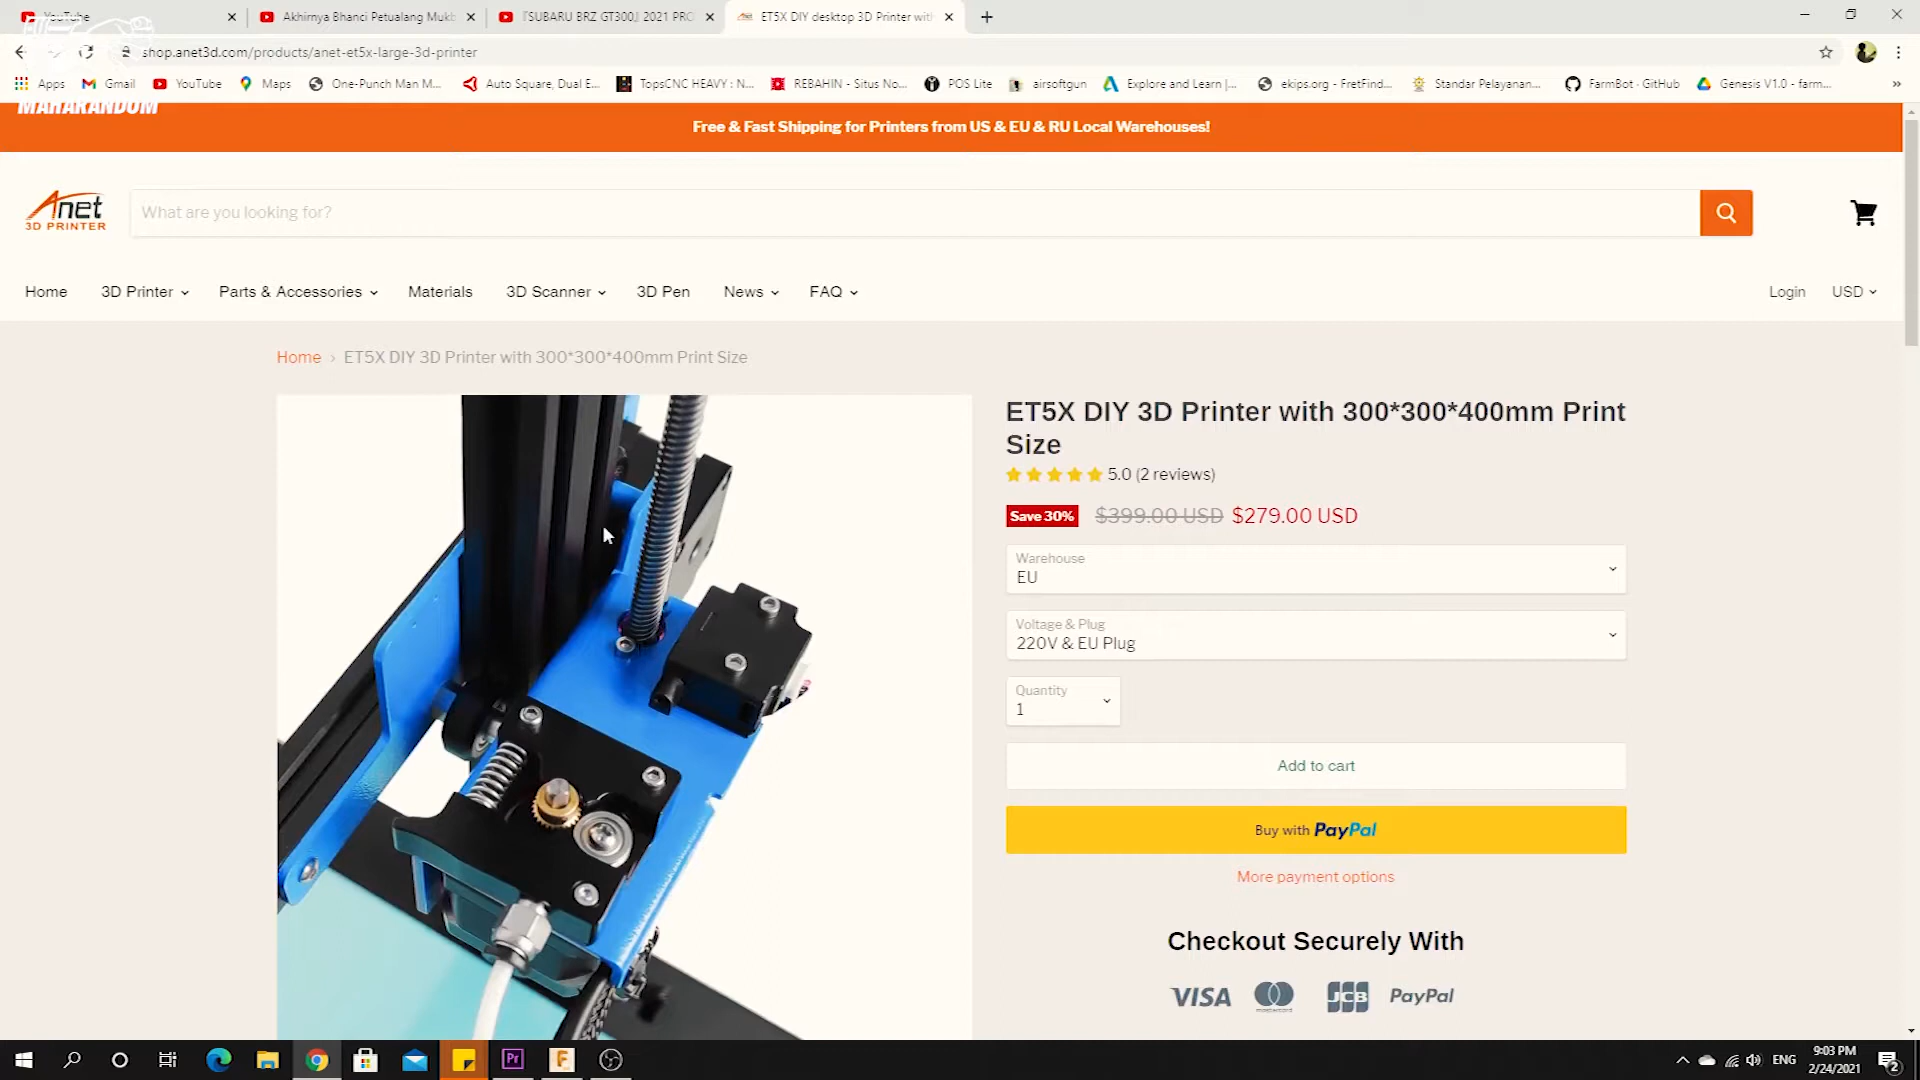 YouTube
Akhirnya Bhanci Petualang Mukb
『SUBARU BRZ GT300』 2021 PRO
ET5X DIY desktop 3D Printer with
shop.anet3d.com/products/anet-et5x-large-3d-printer
Apps
Gmail
YouTube
Maps
One-Punch Man M...
Auto Square, Dual E...
TopsCNC HEAVY : N...
REBAHIN - Situs No...
POS Lite
airsoftgun
Explore and Learn |...
ekips.org - FretFind...
Standar Pelayanan...
FarmBot · GitHub
Genesis V1.0 - farm...
MAHARANDOM
Free & Fast Shipping for Printers from US & EU & RU Local Warehouses!
Anet
3D PRINTER
What are you looking for?
Home
3D Printer
Parts & Accessories
Materials
3D Scanner
3D Pen
News
FAQ
Login
USD
Home › ET5X DIY 3D Printer with 300*300*400mm Print Size
ET5X DIY 3D Printer with 300*300*400mm Print
Size
5.0 (2 reviews)
Save 30% $399.00 USD $279.00 USD
Warehouse
EU
Voltage & Plug
220V & EU Plug
Quantity
1
Add to cart
Buy with PayPal
More payment options
Checkout Securely With
VISA
mastercard
JCB
PayPal
Pr
F
ENG
9:03 PM
2/24/2021
2